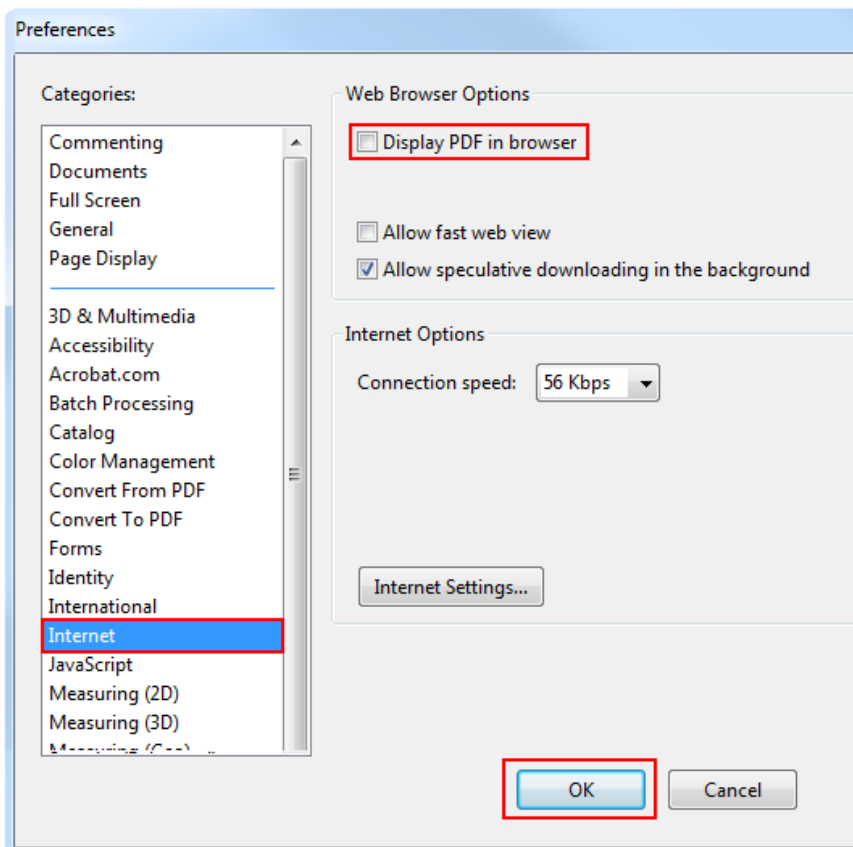 Preferences
Categories:
Commenting
Documents
Full Screen
General
Page Display
3D & Multimedia
Accessibility
Acrobat.com
Batch Processing
Catalog
Color Management
Convert From PDF
Convert To PDF
Forms
Identity
International
Internet
JavaScript
Measuring (2D)
Measuring (3D)
Web Browser Options
Display PDF in browser
Allow fast web view
Allow speculative downloading in the background
Internet Options
Connection speed: 56 Kbps
Internet Settings...
OK Cancel